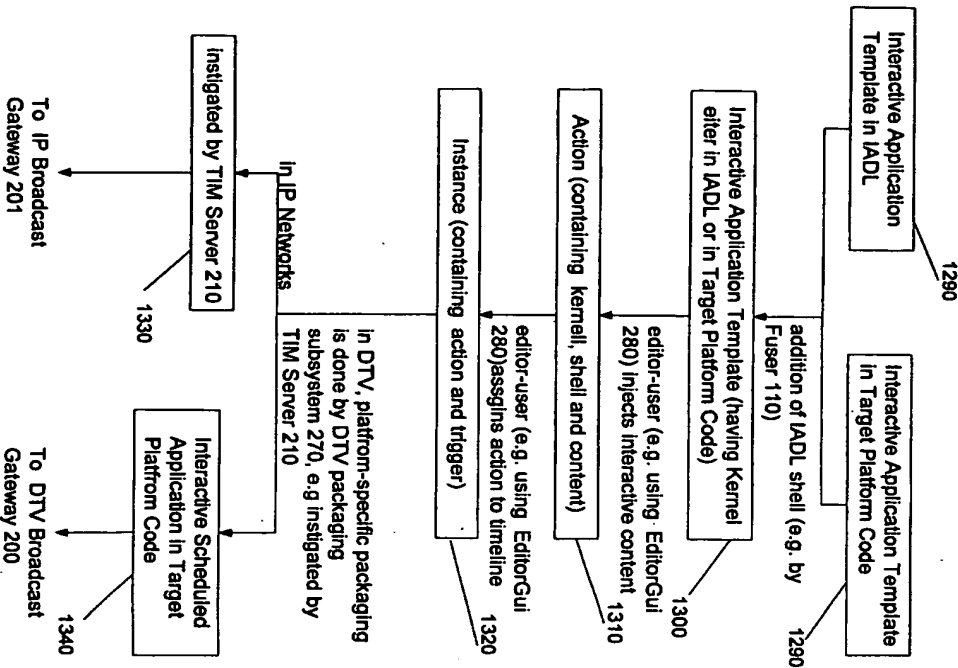 Interactive Application
Template in IADL
1290
Interactive Application Template
in Target Platform Code
1290
addition of IADL shell (e.g. by
Fuser 110)
Interactive Application Template (having Kernel
eiter in IADL or in Target Platform Code)
1300
editor-user (e.g. using EditorGui
280) injects interactive content
Action (containing kernell, shell and content)
1310
editor-user (e.g. using EditorGui
280)assgins action to timeline
Instance (containing action and trigger)
1320
in IP Networks
in DTV, platfrom-specific packaging
is done by DTV packaging
subsystem 270, e.g instigated by
TIM Server 210
instigated by TIM Server 210
1330
Interactive Scheduled
Application in Target
Platfrom Code
1340
To IP Broadcast
Gateway 201
To DTV Broadcast
Gateway 200